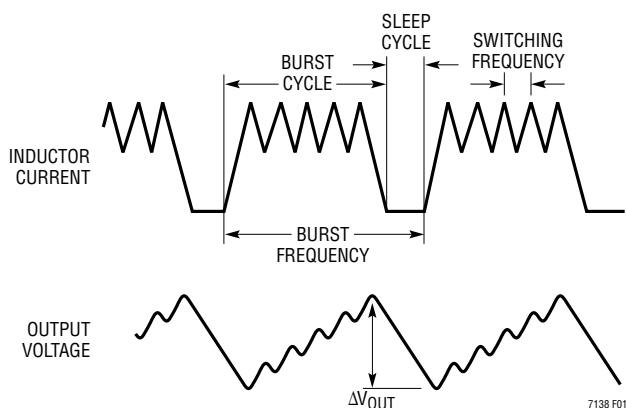 SLEEP
CYCLE
SWITCHING
FREQUENCY
BURST
CYCLE
INDUCTOR
CURRENT
BURST
FREQUENCY
OUTPUT
VOLTAGE
ΔVOUT
7138 F01